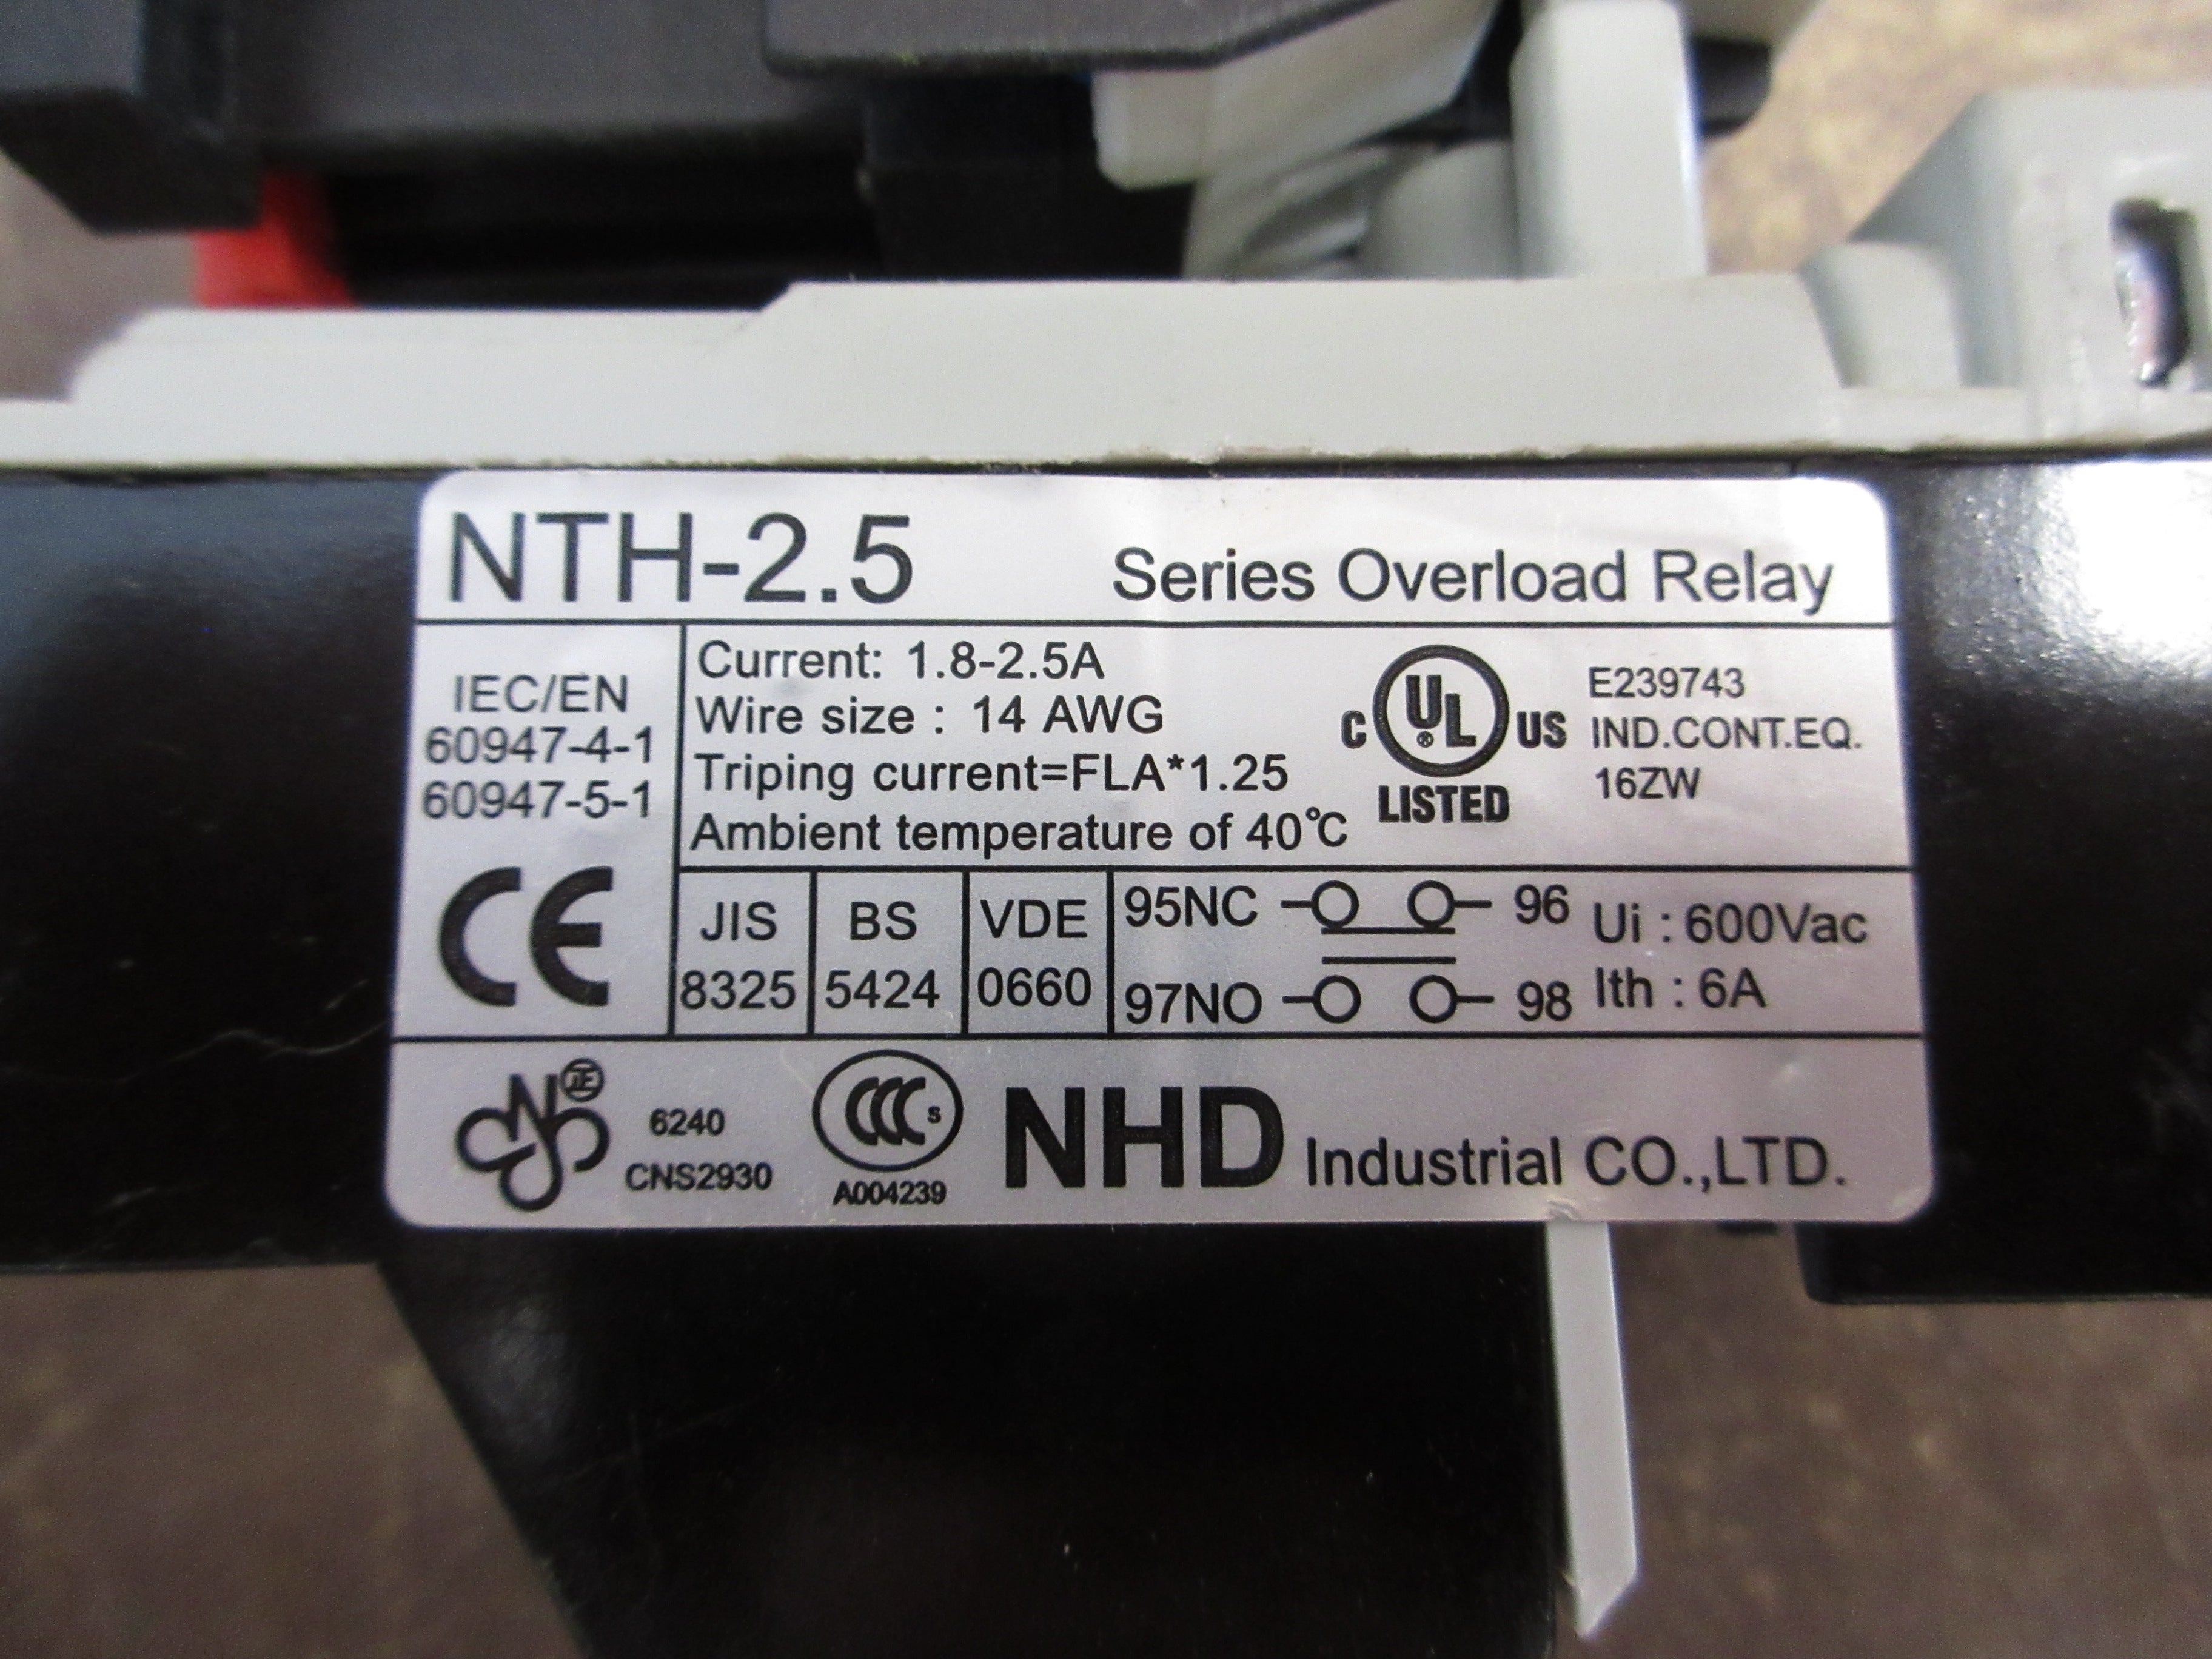 NTH-2.5 Series Overload Relay
IEC/EN
60947-4-1
60947-5-1
CE
Current: 1.8-2.5A
Wire size : 14 AWG
Triping current=FLA*1.25
Ambient temperature of 40℃
C UL ® US
LISTED
E239743
IND.CONT.EQ.
16ZW
JIS
8325
BS
5424
VDE
0660
95NC 96
97NO 98
Ui : 600Vac
Ith : 6A
CNS 正
6240
CNS2930
CCC S
A004239
NHD Industrial CO.,LTD.